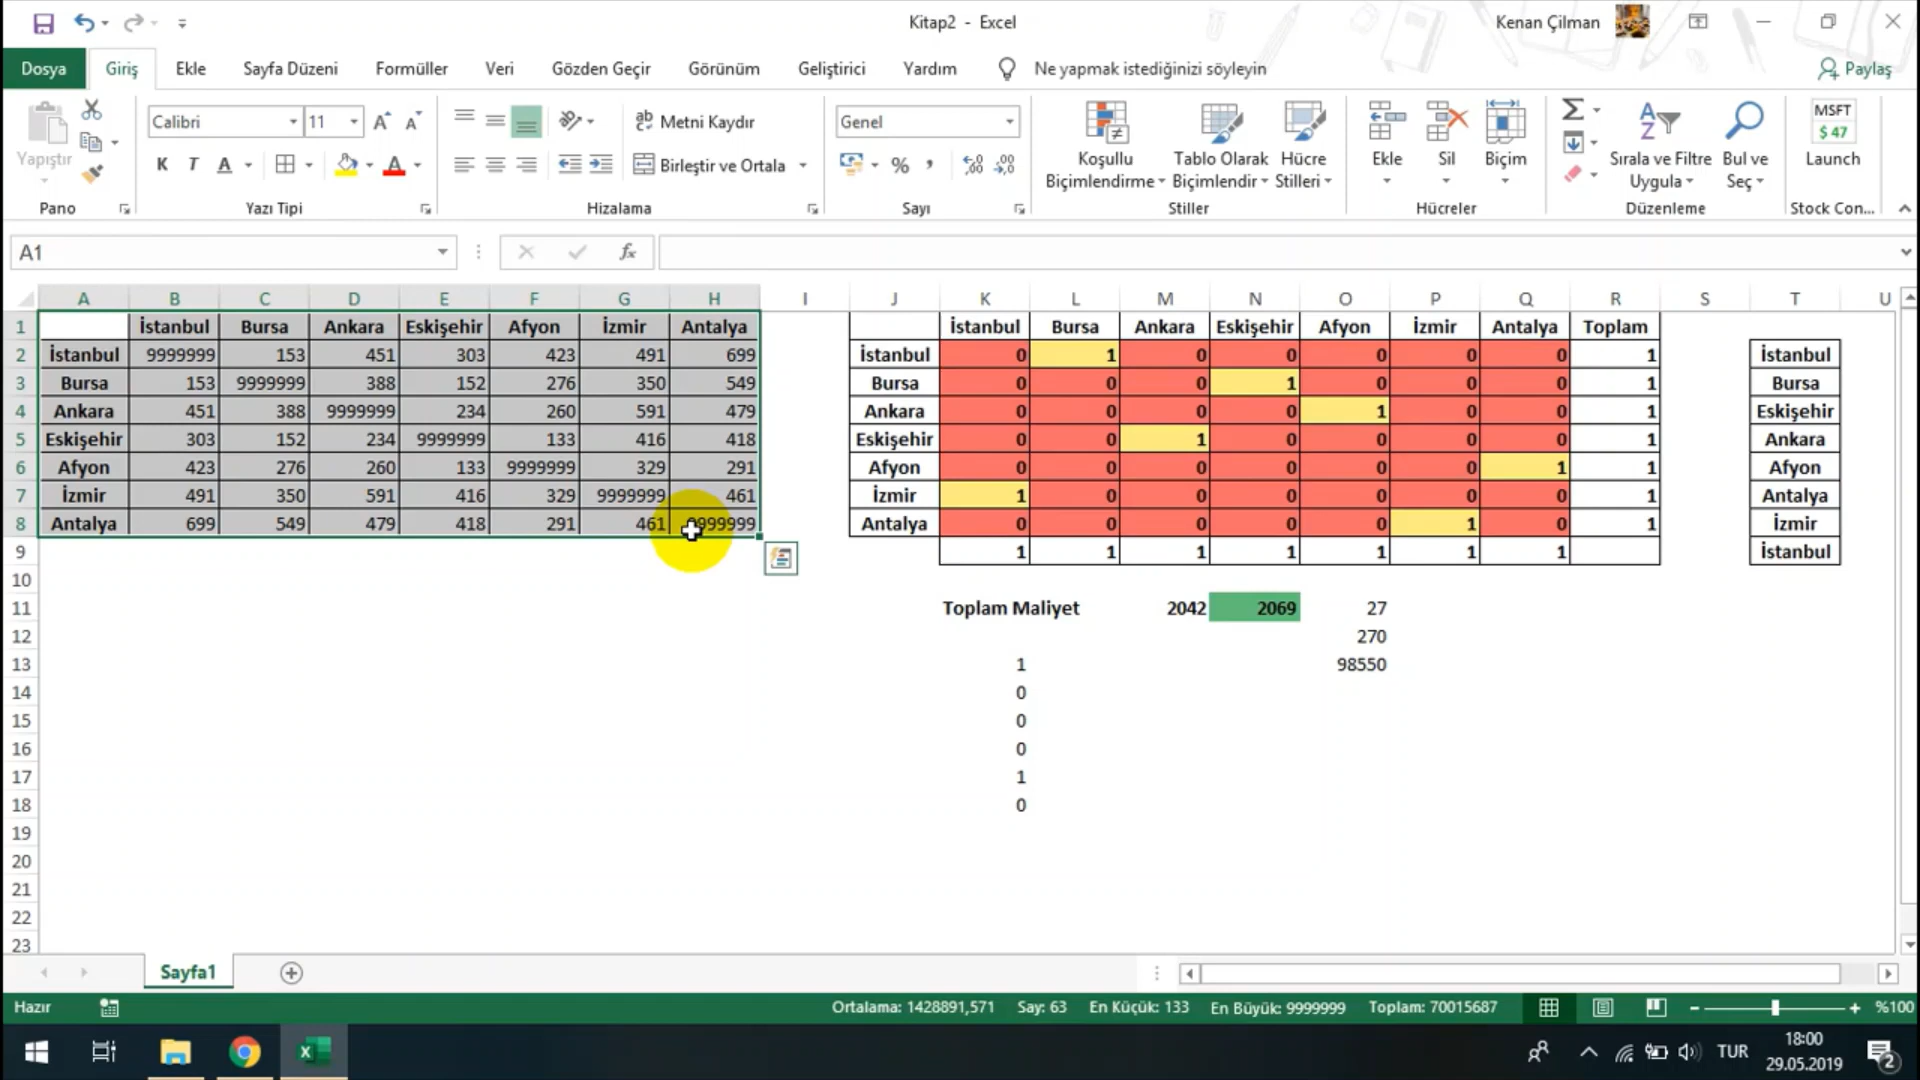 Kitap2 - Excel
Kenan Çilman
Dosya Giriş Ekle Sayfa Düzeni Formüller Veri Gözden Geçir Görünüm Geliştirici Yardım Ne yapmak istediğinizi söyleyin Paylaş
Yapıştır
Pano
Calibri 11
K T A
Yazı Tipi
Metni Kaydır
Birleştir ve Ortala
Hizalama
Genel
%
Sayı
Koşullu Biçimlendirme
Tablo Olarak Biçimlendir
Hücre Stilleri
Stiller
Ekle
Sil
Biçim
Hücreler
Sırala ve Filtre Uygula
Bul ve Seç
Düzenleme
MSFT
$ 47
Launch
Stock Con...
A1
fx
A B C D E F G H I J K L M N O P Q R S T U
1 İstanbul Bursa Ankara Eskişehir Afyon İzmir Antalya İstanbul Bursa Ankara Eskişehir Afyon İzmir Antalya Toplam
2 İstanbul 9999999 153 451 303 423 491 699 İstanbul 0 1 0 0 0 0 0 1 İstanbul
3 Bursa 153 9999999 388 152 276 350 549 Bursa 0 0 0 1 0 0 0 1 Bursa
4 Ankara 451 388 9999999 234 260 591 479 Ankara 0 0 0 0 1 0 0 1 Eskişehir
5 Eskişehir 303 152 234 9999999 133 416 418 Eskişehir 0 0 1 0 0 0 0 1 Ankara
6 Afyon 423 276 260 133 9999999 329 291 Afyon 0 0 0 0 0 0 1 1 Afyon
7 İzmir 491 350 591 416 329 9999999 461 İzmir 1 0 0 0 0 0 0 1 Antalya
8 Antalya 699 549 479 418 291 461 9999999 Antalya 0 0 0 0 0 1 0 1 İzmir
9 1 1 1 1 1 1 1 İstanbul
10
11 Toplam Maliyet 2042 2069 27
12 270
13 1 98550
14 0
15 0
16 0
17 1
18 0
19
20
21
22
23
Sayfa1
Hazır
Ortalama: 1428891,571 Say: 63 En Küçük: 133 En Büyük: 9999999 Toplam: 70015687 %100
TUR
18:00
29.05.2019
2